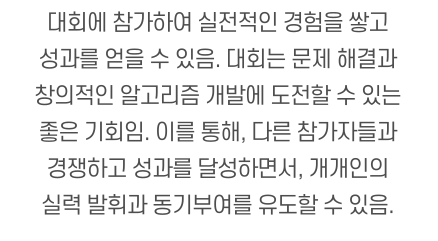 대회에 참가하여 실전적인 경험을 쌓고
성과를 얻을 수 있음. 대회는 문제 해결과
창의적인 알고리즘 개발에 도전할 수 있는
좋은 기회임. 이를 통해, 다른 참가자들과
경쟁하고 성과를 달성하면서, 개개인의
실력 발휘과 동기부여를 유도할 수 있음.